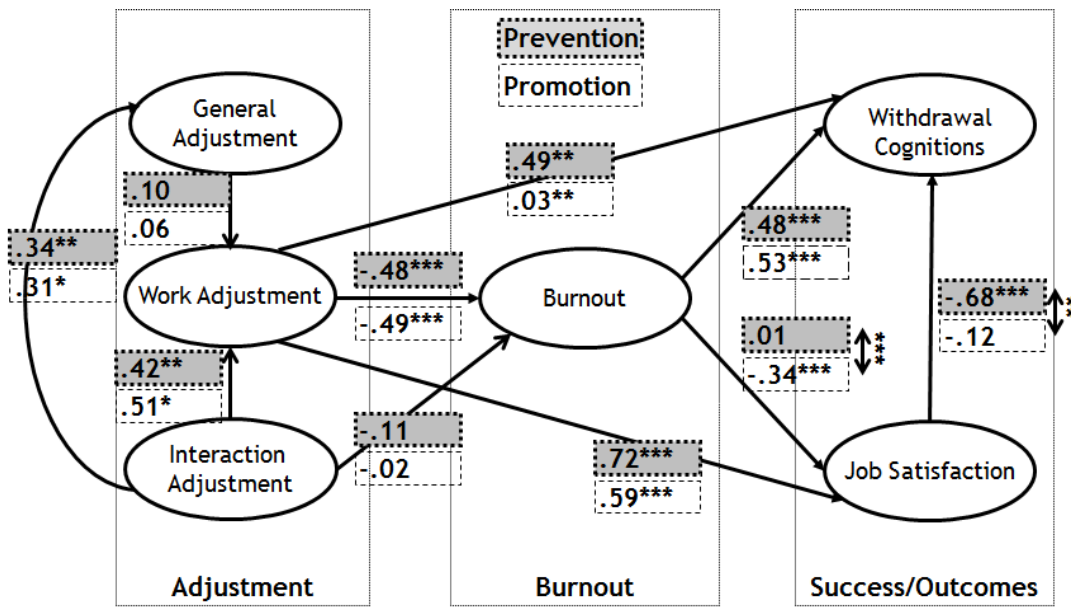 Prevention
Promotion
General
Adjustment
Withdrawal
Cognitions
.49**
.03**
.10
.06
.34**
.31*
.48***
.53***
Work Adjustment
-.48***
-.49***
Burnout
-.68***
-.12
**
.01
-.34***
***
.42**
.51*
-.11
-.02
Interaction
Adjustment
.72***
.59***
Job Satisfaction
Adjustment
Burnout
Success/Outcomes